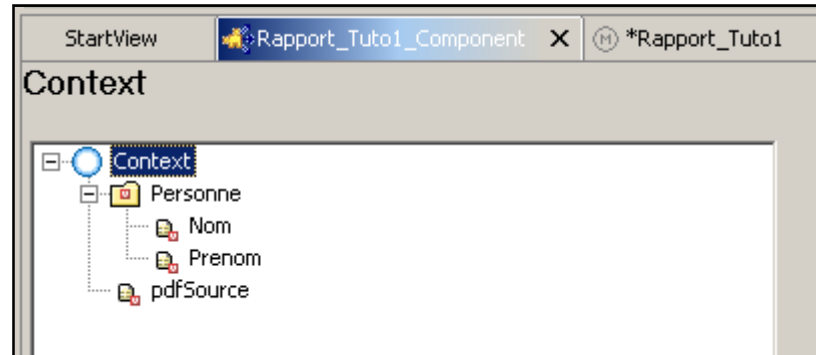 StartView Rapport_Tuto1_Component *Rapport_Tuto1
Context
Context
Personne
Nom
Prenom
pdfSource